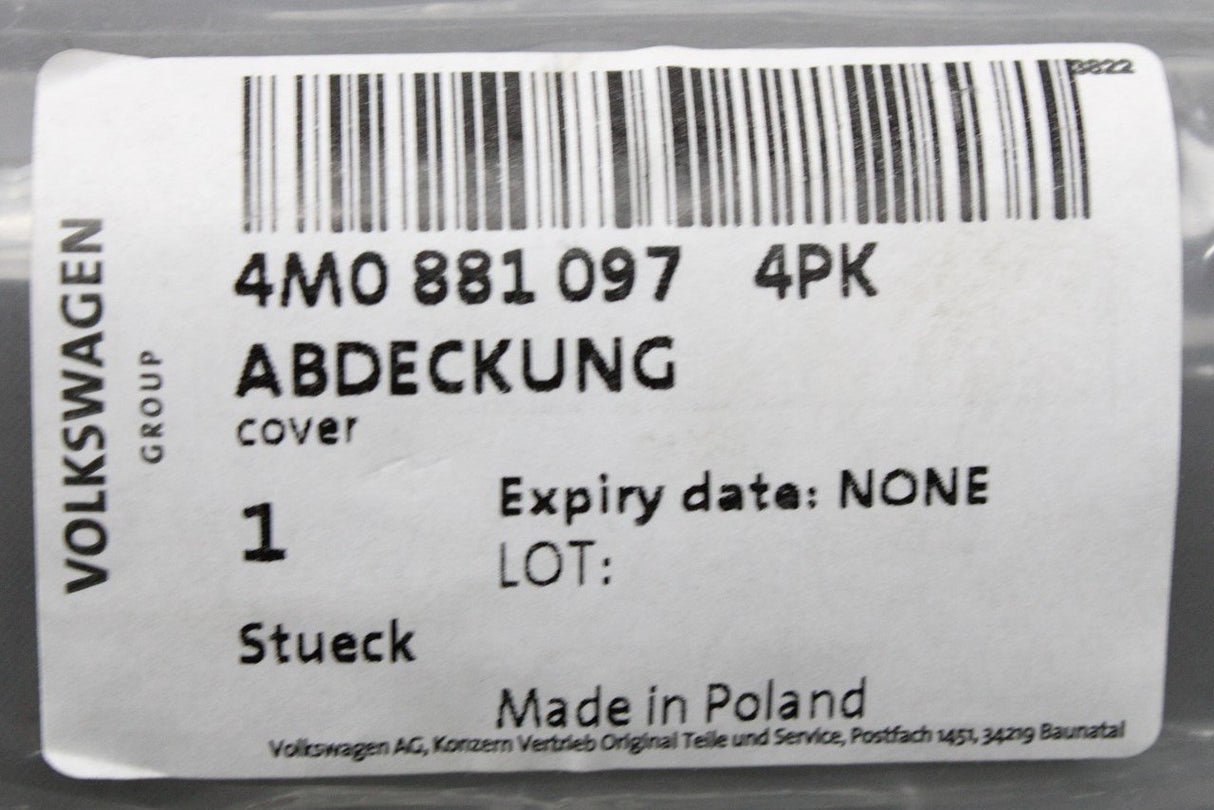 3822
4M0 881 097 4PK
ABDECKUNG
cover
1
Expiry date: NONE
LOT:
Stueck
Made in Poland
Volkswagen AG, Konzern Vertrieb Original Teile und Service, Postfach 1451, 34219 Baunatal
VOLKSWAGEN
GROUP